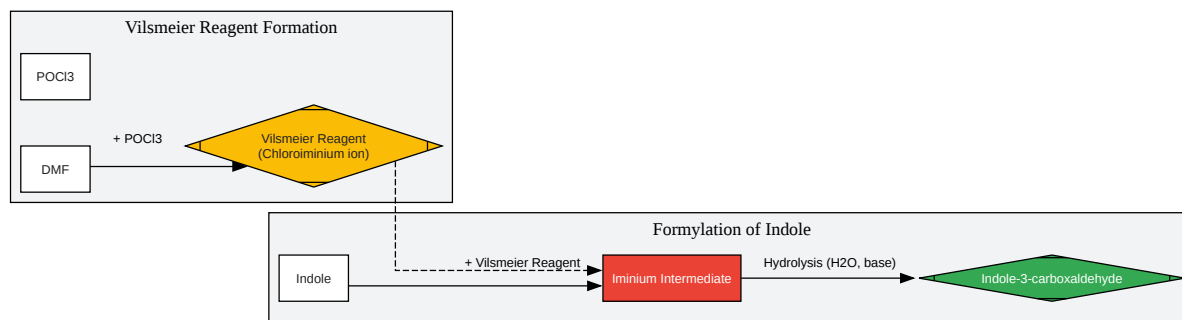 Vilsmeier Reagent Formation
POCl3
+ POCl3
DMF
Vilsmeier Reagent
(Chloroiminium ion)
Formylation of Indole
+ Vilsmeier Reagent
Indole
Iminium Intermediate
Hydrolysis (H2O, base)
Indole-3-carboxaldehyde